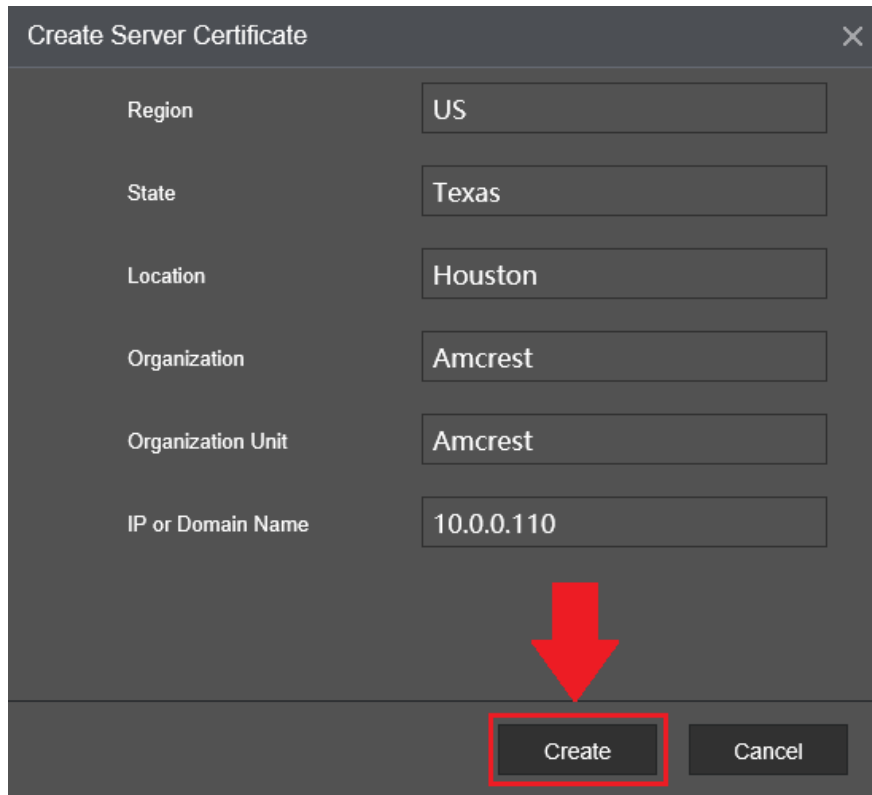 Create Server Certificate
Region US
State Texas
Location Houston
Organization Amcrest
Organization Unit Amcrest
IP or Domain Name 10.0.0.110
Create Cancel